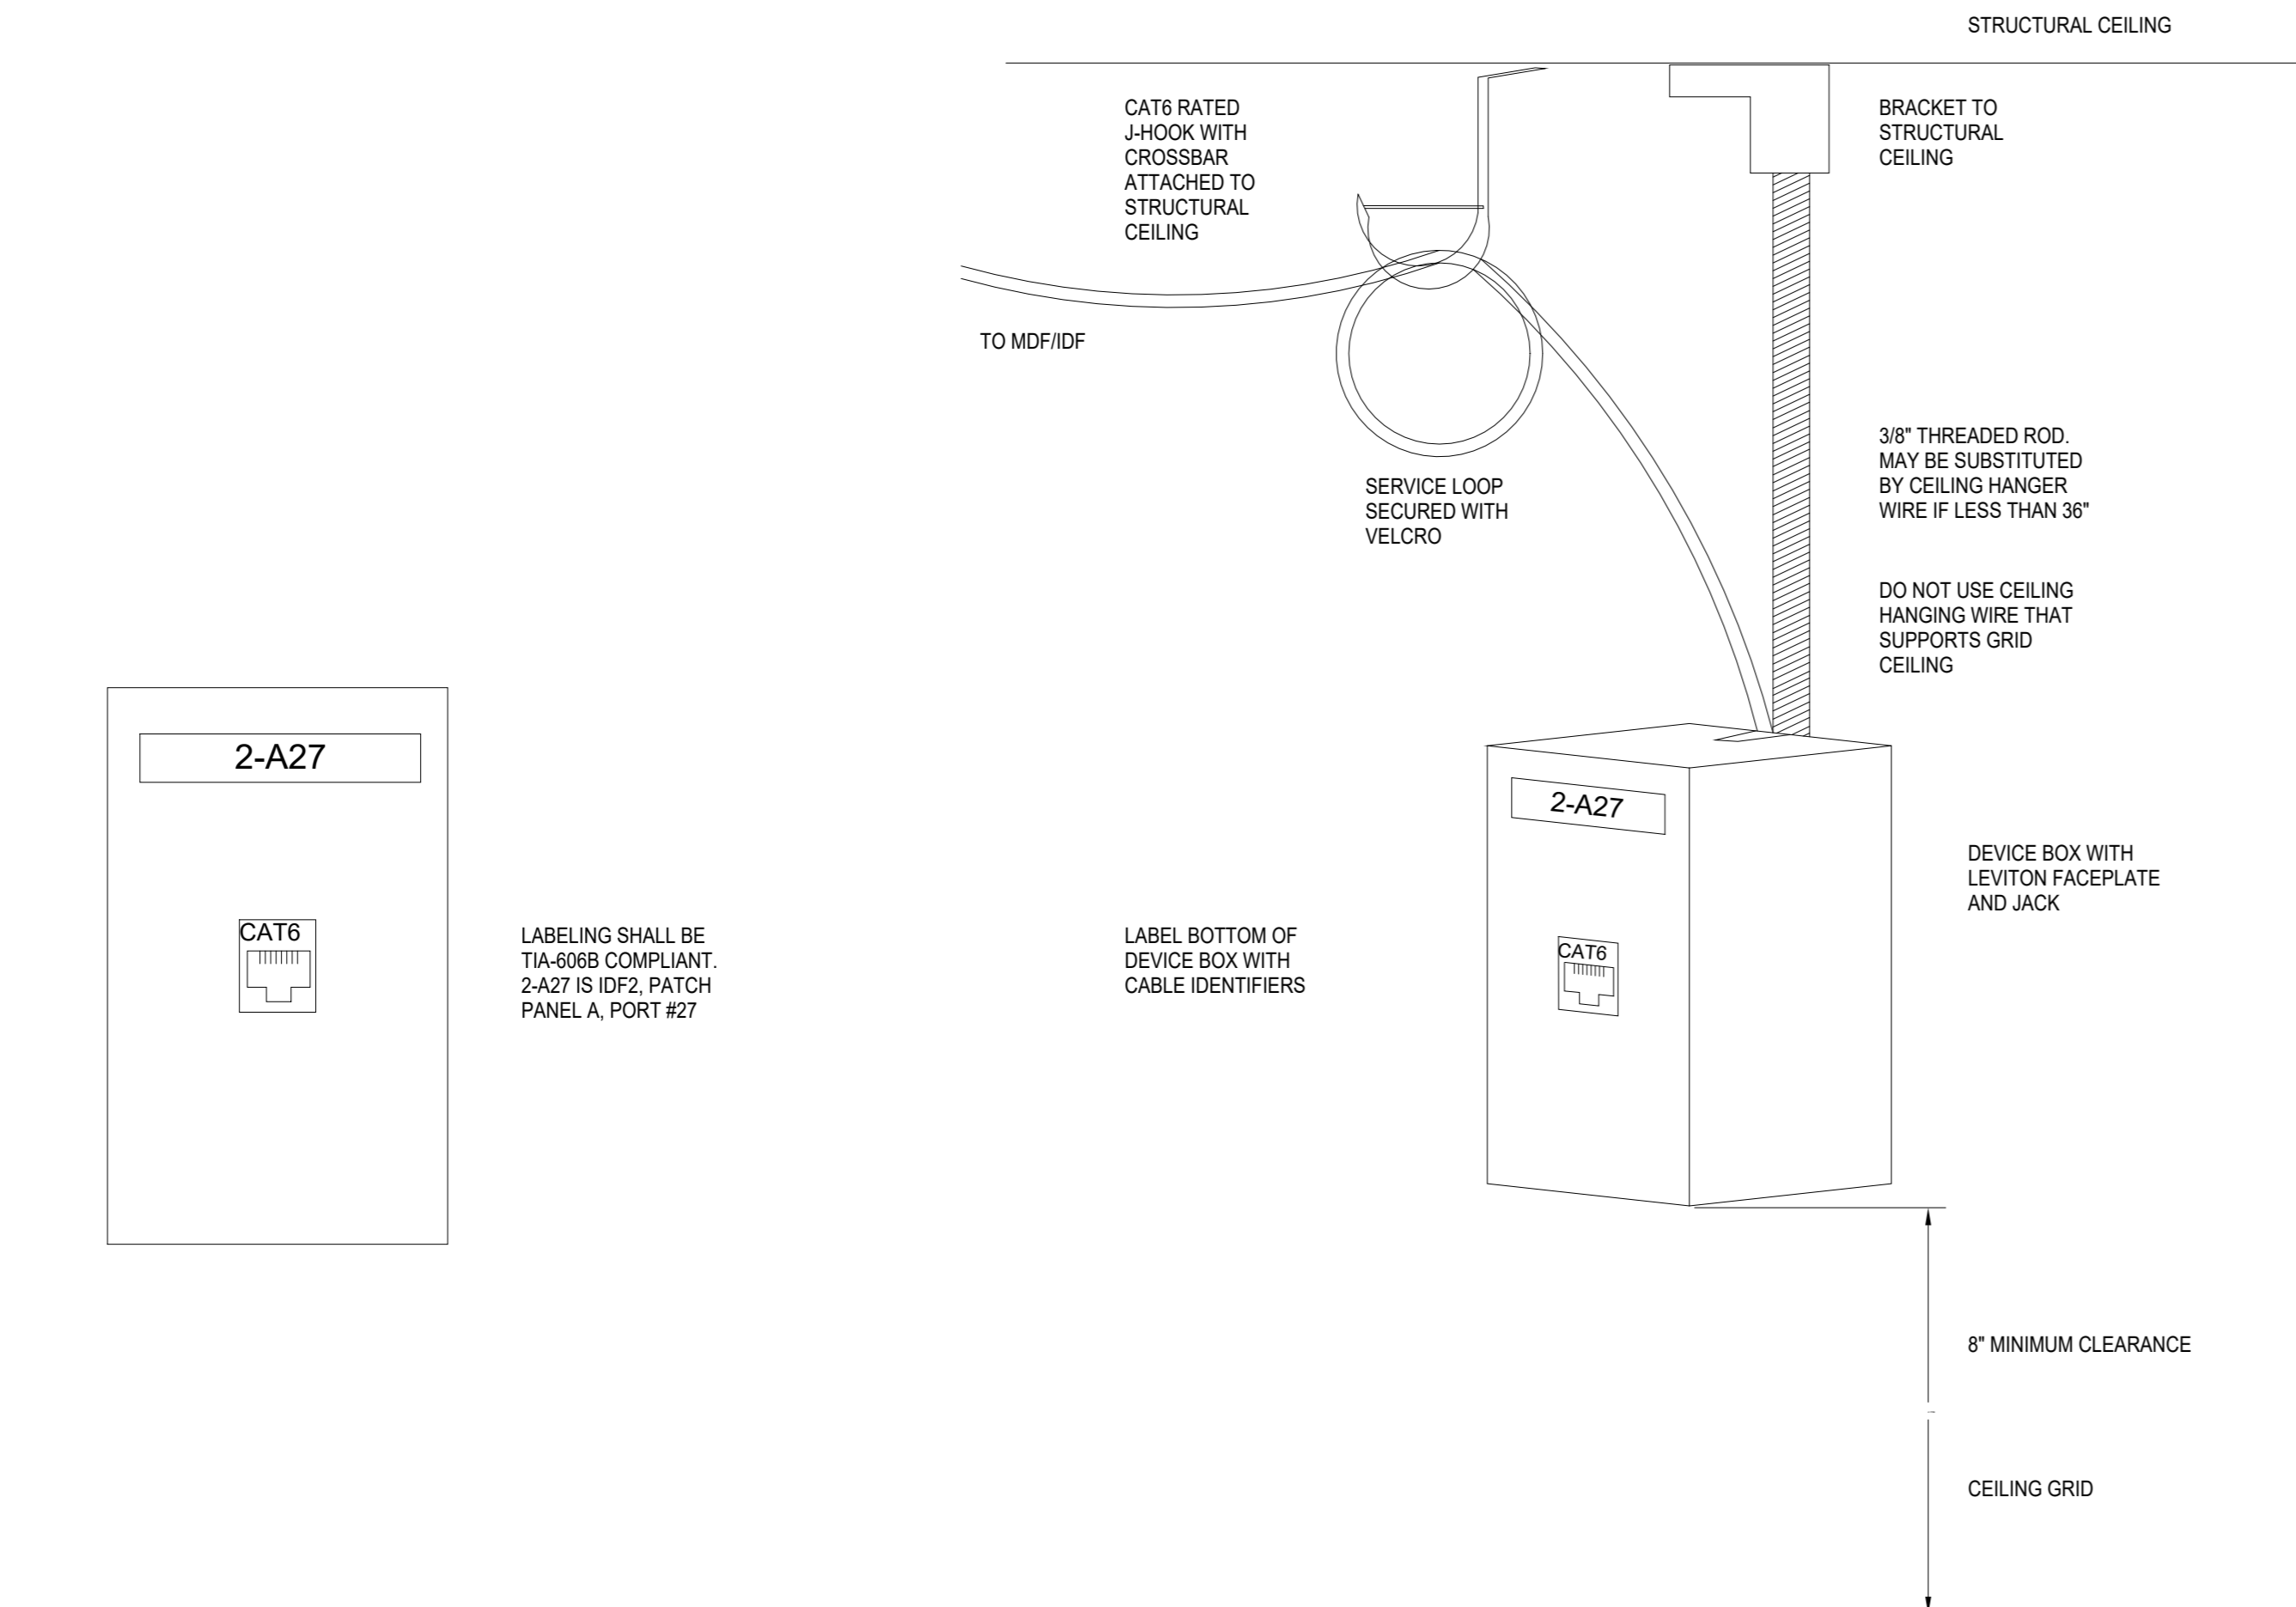 STRUCTURAL CEILING
CAT6 RATED
J-HOOK WITH
CROSSBAR
ATTACHED TO
STRUCTURAL
CEILING
BRACKET TO
STRUCTURAL
CEILING
TO MDF/IDF
3/8" THREADED ROD.
MAY BE SUBSTITUTED
BY CEILING HANGER
WIRE IF LESS THAN 36"
SERVICE LOOP
SECURED WITH
VELCRO
DO NOT USE CEILING
HANGING WIRE THAT
SUPPORTS GRID
CEILING
2-A27
CAT6
LABELING SHALL BE
TIA-606B COMPLIANT.
2-A27 IS IDF2, PATCH
PANEL A, PORT #27
LABEL BOTTOM OF
DEVICE BOX WITH
CABLE IDENTIFIERS
2-A27
CAT6
DEVICE BOX WITH
LEVITON FACEPLATE
AND JACK
8" MINIMUM CLEARANCE
CEILING GRID